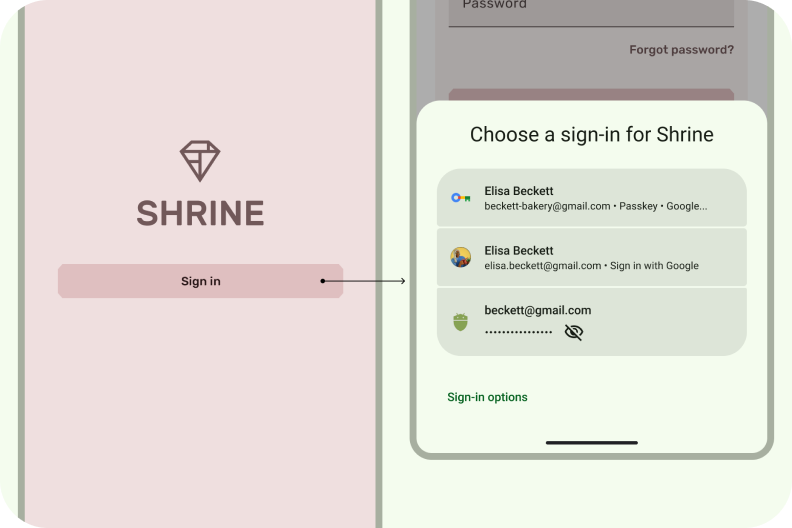 SHRINE
Sign in
Password
Forgot password?
Choose a sign-in for Shrine
Elisa Beckett
beckett-bakery@gmail.com • Passkey • Google...
Elisa Beckett
elisa.beckett@gmail.com • Sign in with Google
beckett@gmail.com
••••••••••••••••
Sign-in options